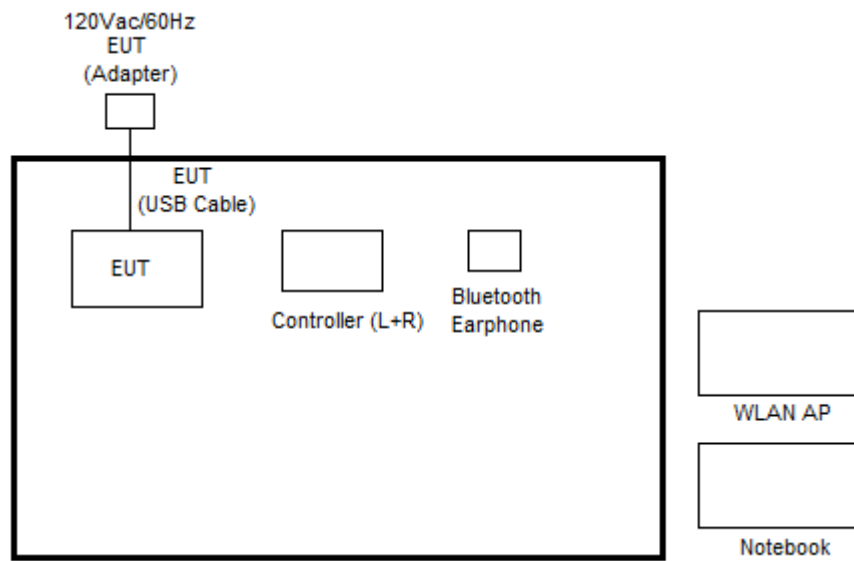 120Vac/60Hz
EUT
(Adapter)
EUT
(USB Cable)
EUT
Controller (L+R)
Bluetooth
Earphone
WLAN AP
Notebook